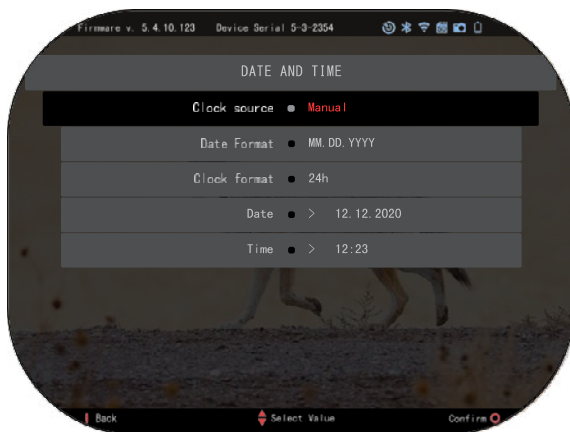 Firmware v. 5.4.10.123 Device Serial 5-3-2354
DATE AND TIME
Clock source Manual
Date Format MM.DD.YYYY
Clock format 24h
Date > 12.12.2020
Time > 12:23
Back Select Value Confirm